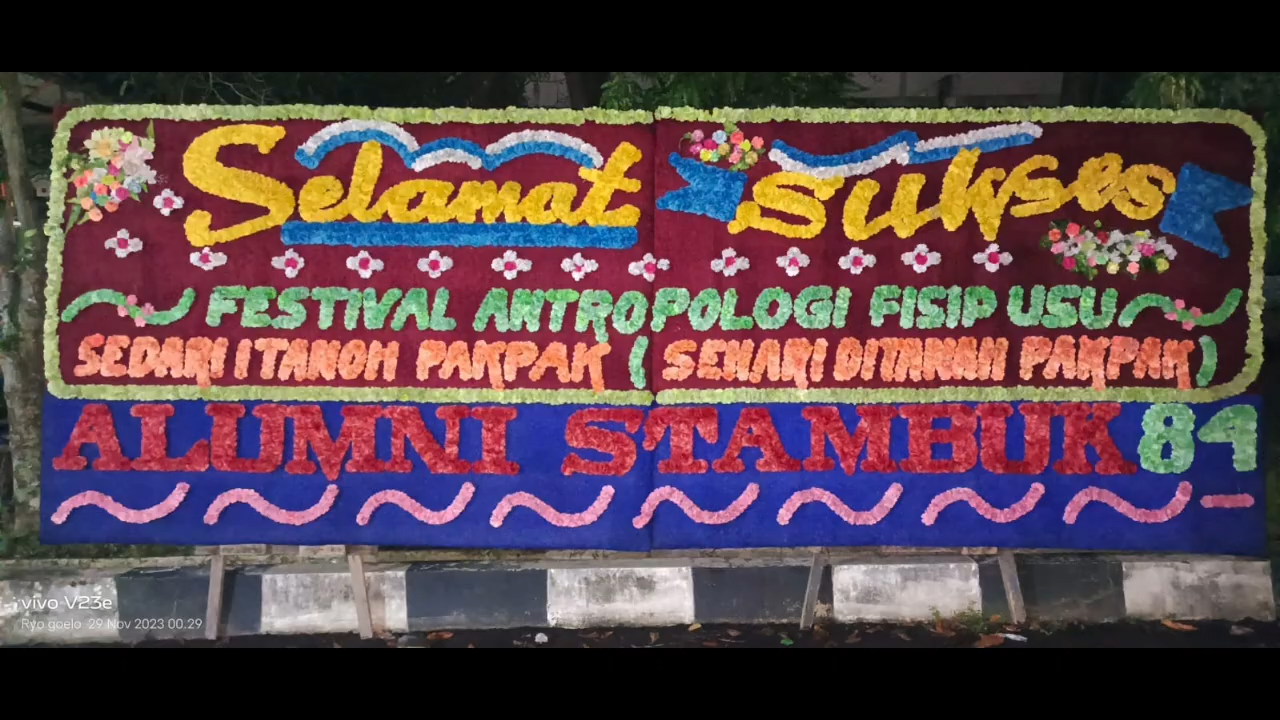 Selamat Sukses
FESTIVAL ANTROPOLOGI FISIP USU
SEDARI ITANOH PAKPAK (SEHARI DITANAH PAKPAK)
ALUMNI STAMBUK 84
vivo V23e
Ryo goelo 29 Nov 2023 00.29